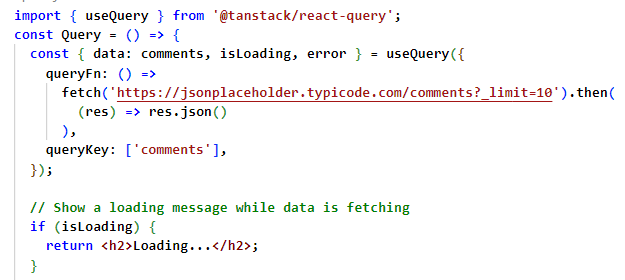 import { useQuery } from '@tanstack/react-query';
const Query = () => {
  const { data: comments, isLoading, error } = useQuery({
    queryFn: () =>
      fetch('https://jsonplaceholder.typicode.com/comments?_limit=10').then(
        (res) => res.json()
      ),
    queryKey: ['comments'],
  });

  // Show a loading message while data is fetching
  if (isLoading) {
    return <h2>Loading...</h2>;
  }